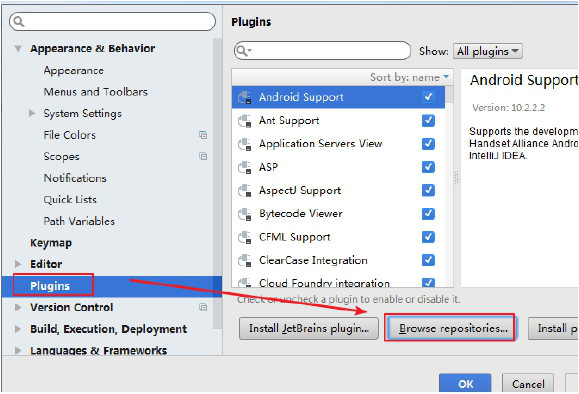 Appearance & Behavior
Appearance
Menus and Toolbars
System Settings
File Colors
Scopes
Notifications
Quick Lists
Path Variables
Keymap
Editor
Plugins
Version Control
Build, Execution, Deployment
Languages & Frameworks
Plugins
Show: All plugins
Sort by: name
Android Support
Ant Support
Application Servers View
ASP
AspectJ Support
Bytecode Viewer
CFML Support
ClearCase Integration
Cloud Foundry integration
Check or uncheck a plugin to enable or disable it.
Install JetBrains plugin...
Browse repositories...
Install p
Android Support
Version: 10.2.2.2
Supports the developm
Handset Alliance Andro
IntelliJ IDEA.
OK
Cancel